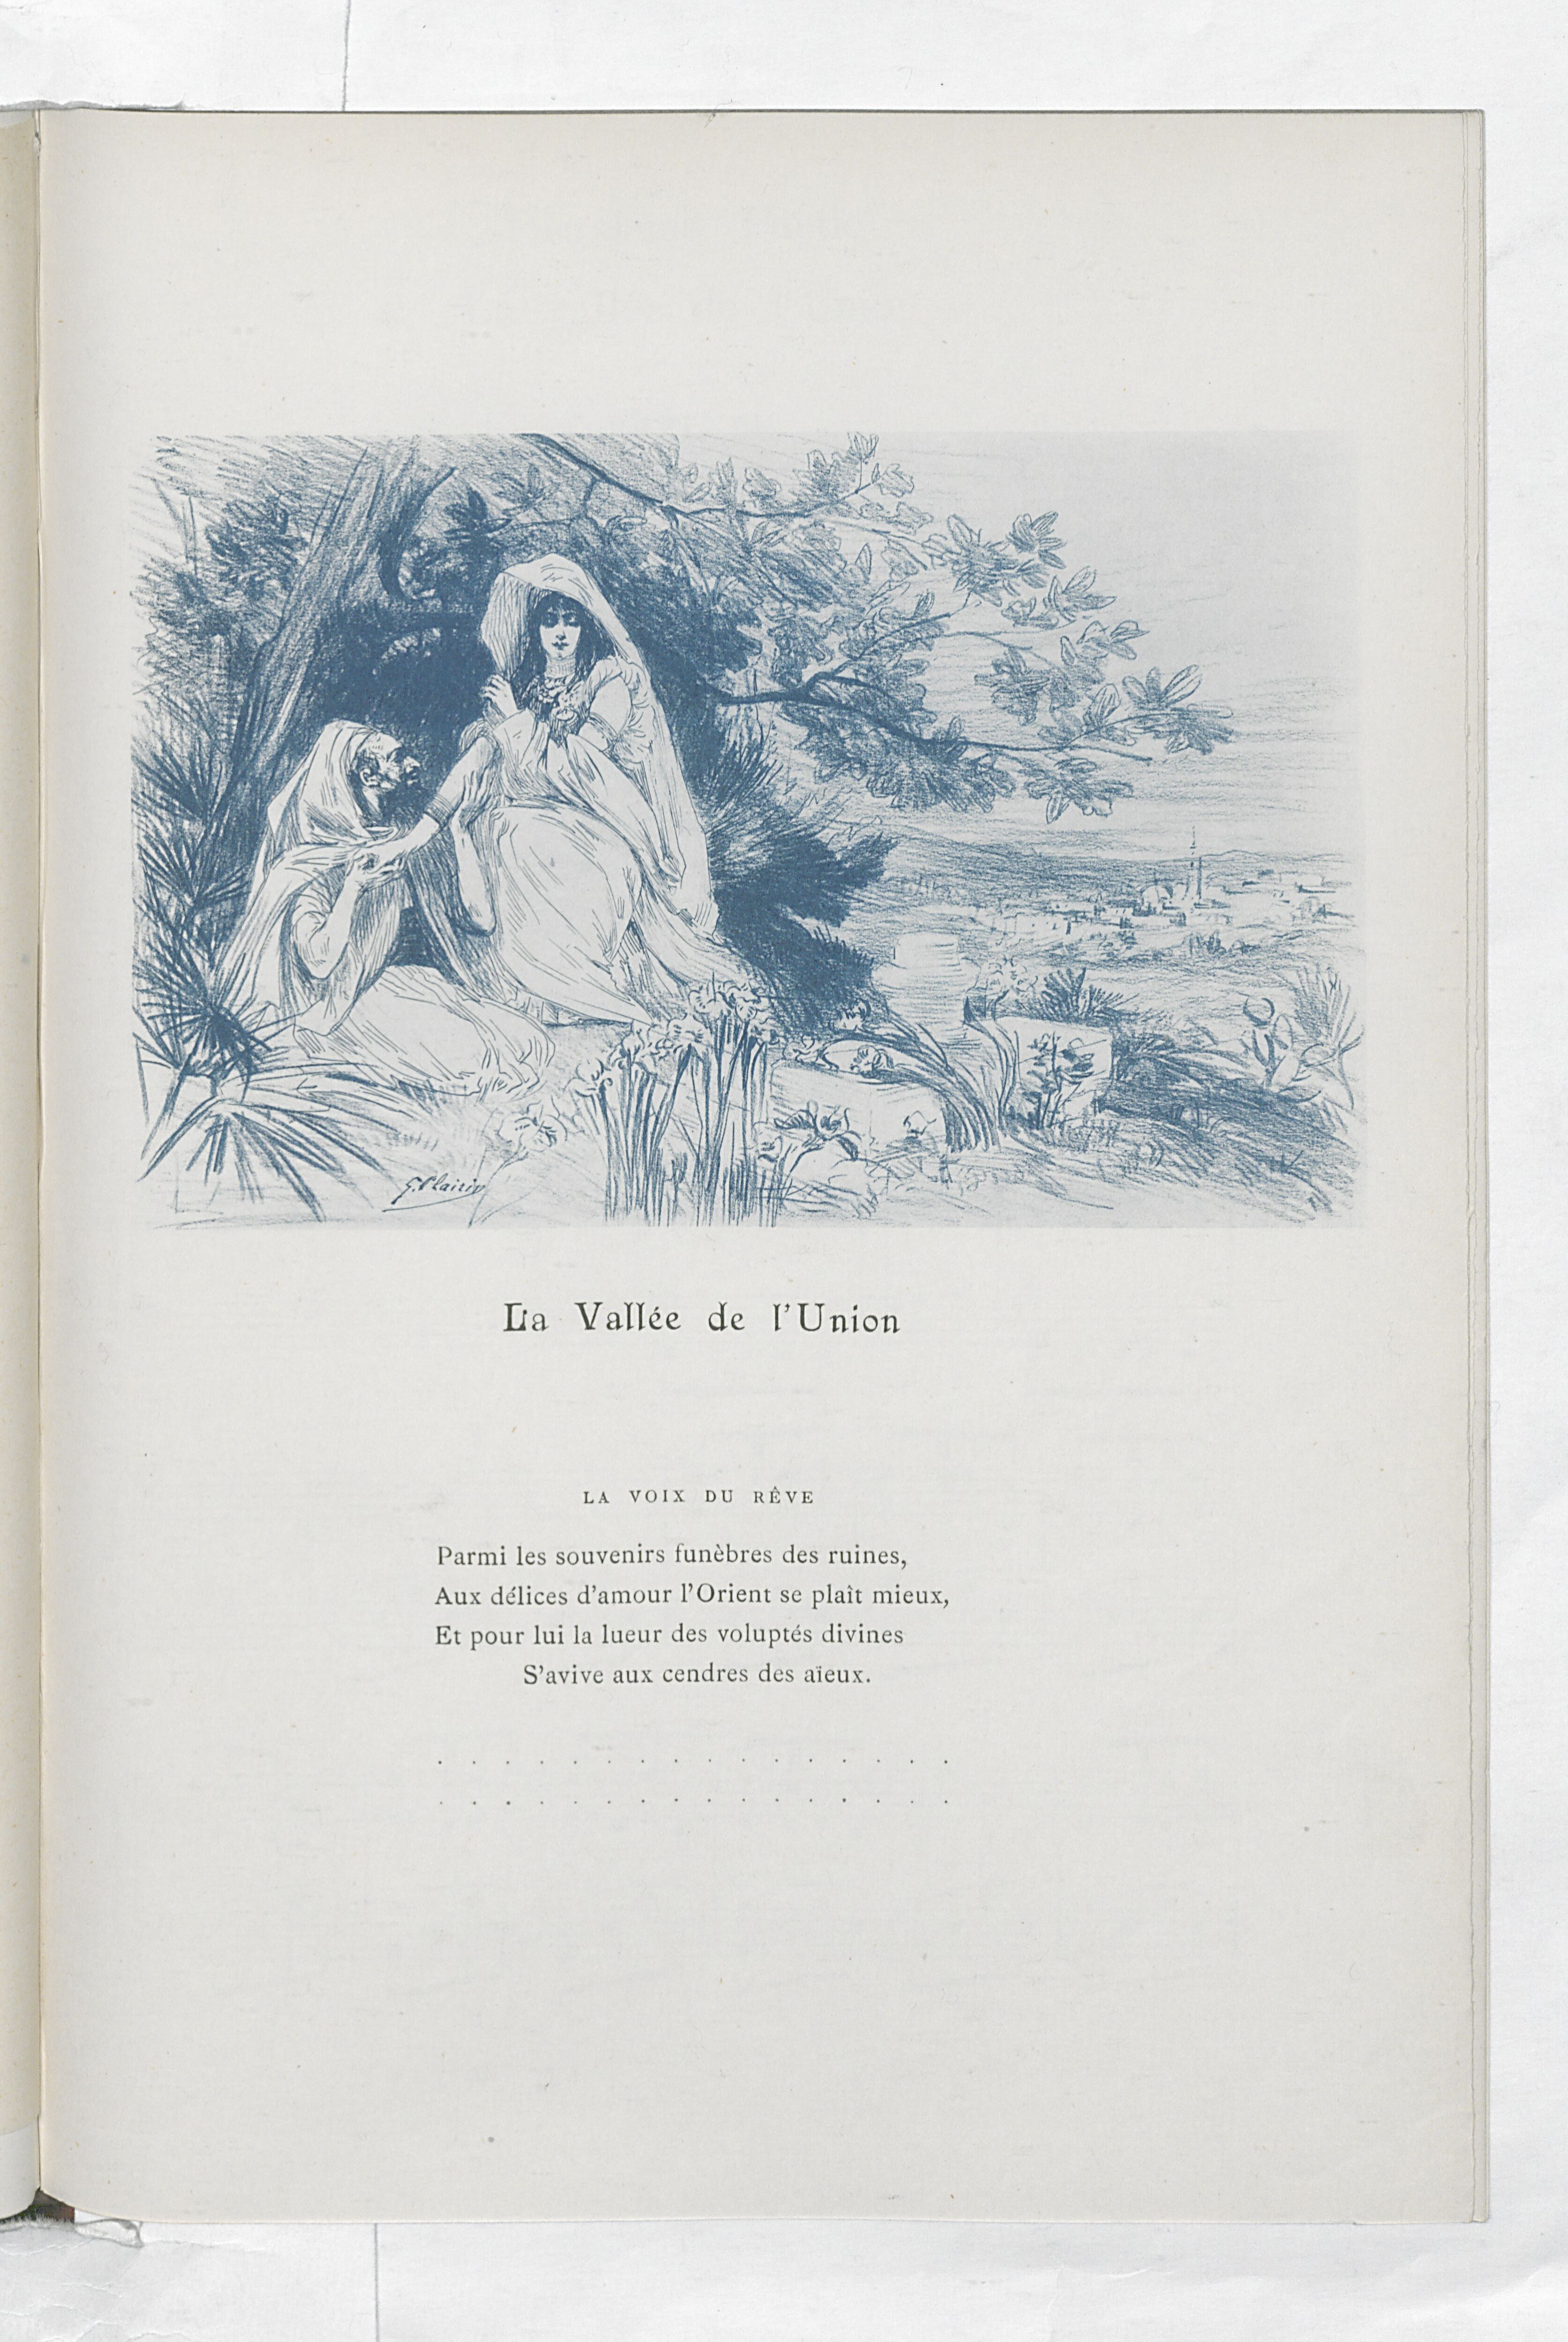 G. Clairin
La Vallée de l'Union
LA VOIX DU RÊVE
Parmi les souvenirs funèbres des ruines,
Aux délices d'amour l'Orient se plaît mieux,
Et pour lui la lueur des voluptés divines
S'avive aux cendres des aïeux.
. . . . . . . . . . . . . . . .
. . . . . . . . . . . . . . . .